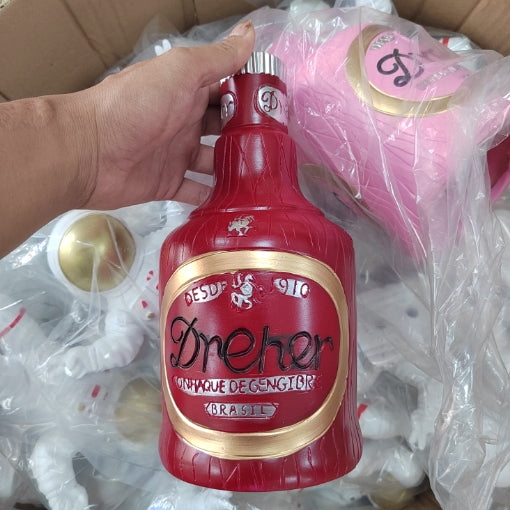 D
DESDE 1910
Dreher
CONHAQUE DE GENGIBRE
BRASIL
D